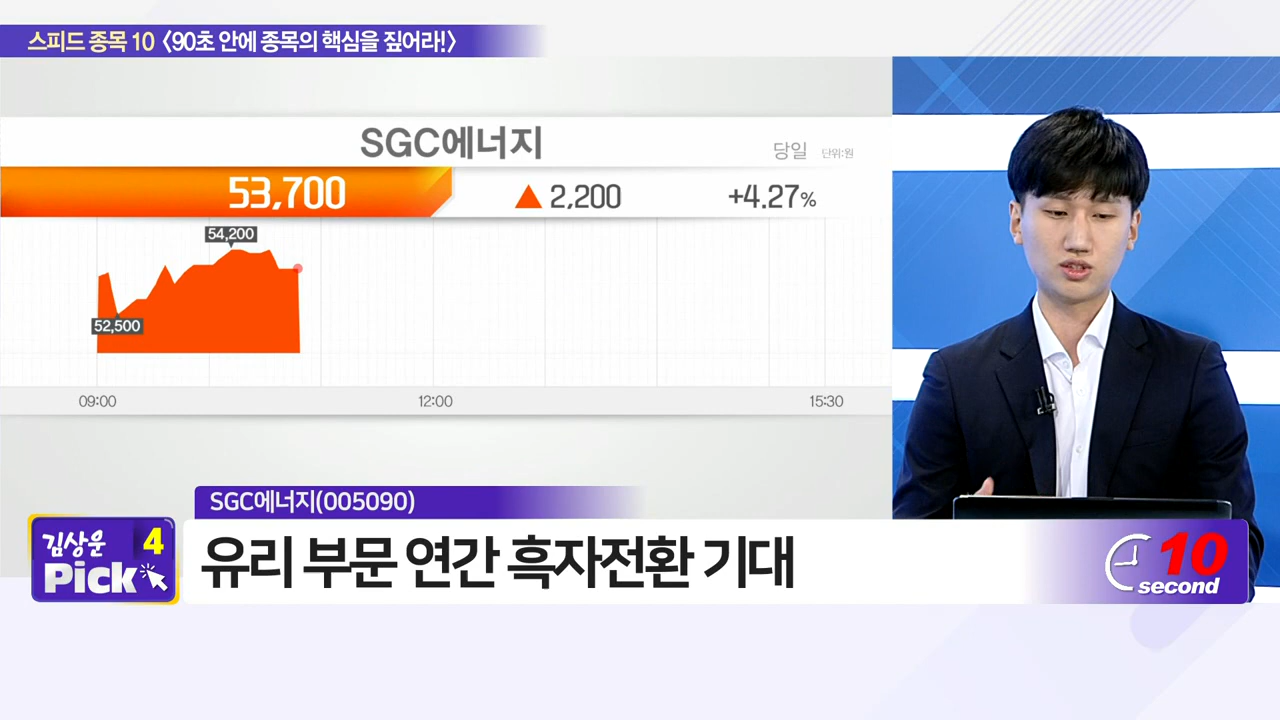 스피드 종목 10 〈90초 안에 종목의 핵심을 짚어라!〉
SGC에너지
당일 단위:원
53,700 ▲ 2,200 +4.27%
54,200
52,500
09:00 12:00 15:30
SGC에너지(005090)
김상운 4
Pick
유리 부문 연간 흑자전환 기대
10
second